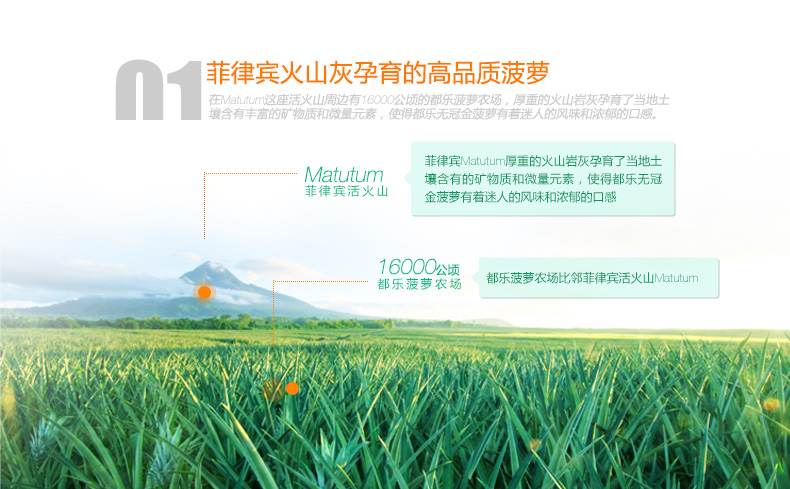 01 菲律宾火山灰孕育的高品质菠萝
在Matutum这座活火山周边有16000公顷的都乐菠萝农场，厚重的火山岩灰孕育了当地土
壤含有丰富的矿物质和微量元素，使得都乐无冠金菠萝有着迷人的风味和浓郁的口感。
Matutum
菲律宾活火山
菲律宾Matutum厚重的火山岩灰孕育了当地土
壤含有的矿物质和微量元素，使得都乐无冠
金菠萝有着迷人的风味和浓郁的口感
16000公顷
都乐菠萝农场
都乐菠萝农场比邻菲律宾活火山Matutum